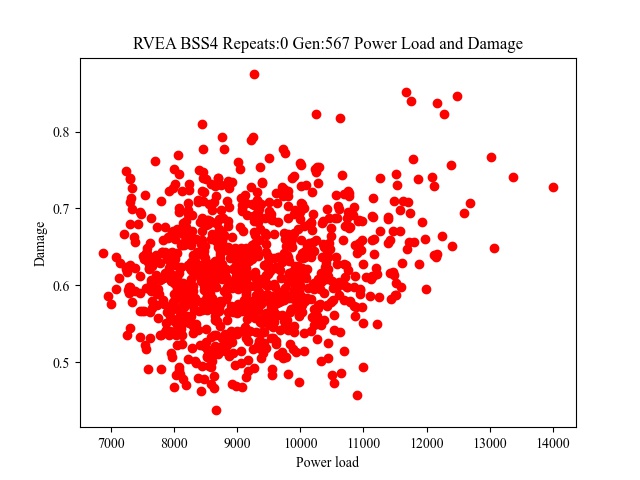 RVEA BSS4 Repeats:0 Gen:567 Power Load and Damage
Damage
0.8
0.7
0.6
0.5
7000 8000 9000 10000 11000 12000 13000 14000
Power load